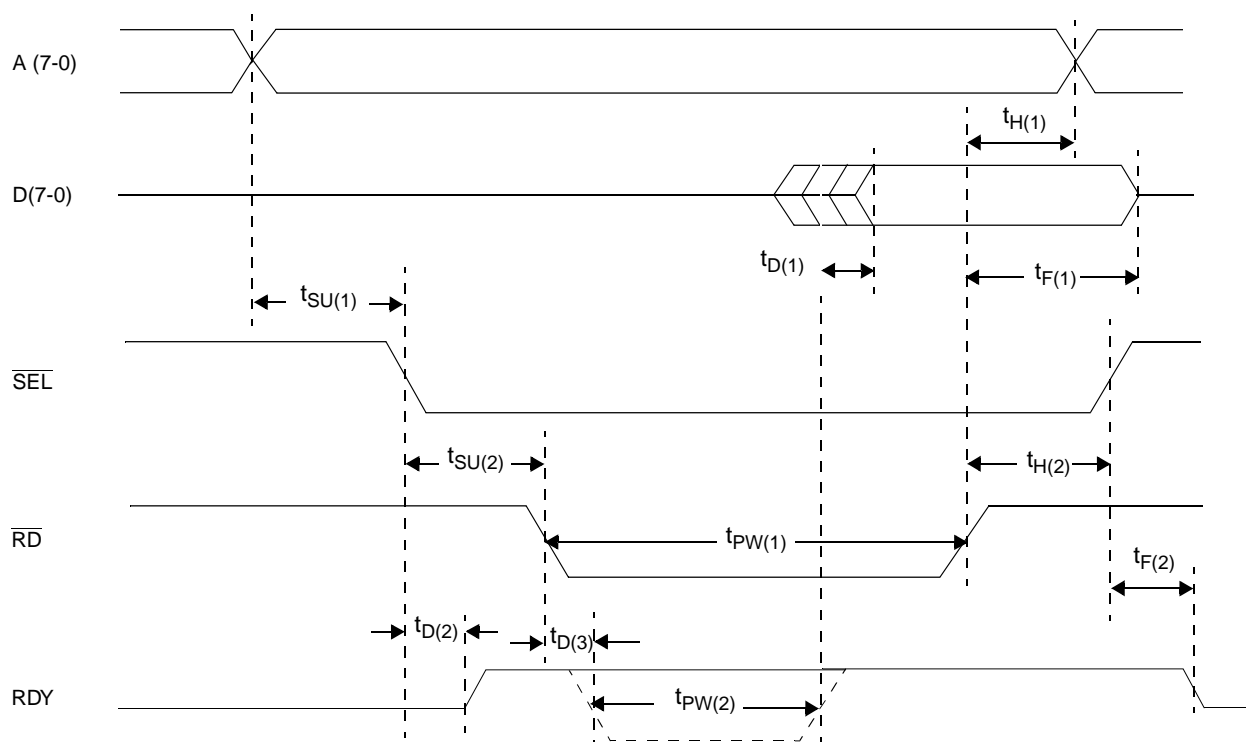 A (7-0)
tH(1)
D(7-0)
tD(1)
tF(1)
tSU(1)
SEL
tSU(2)
tH(2)
RD
tPW(1)
tF(2)
tD(2)
tD(3)
RDY
tPW(2)